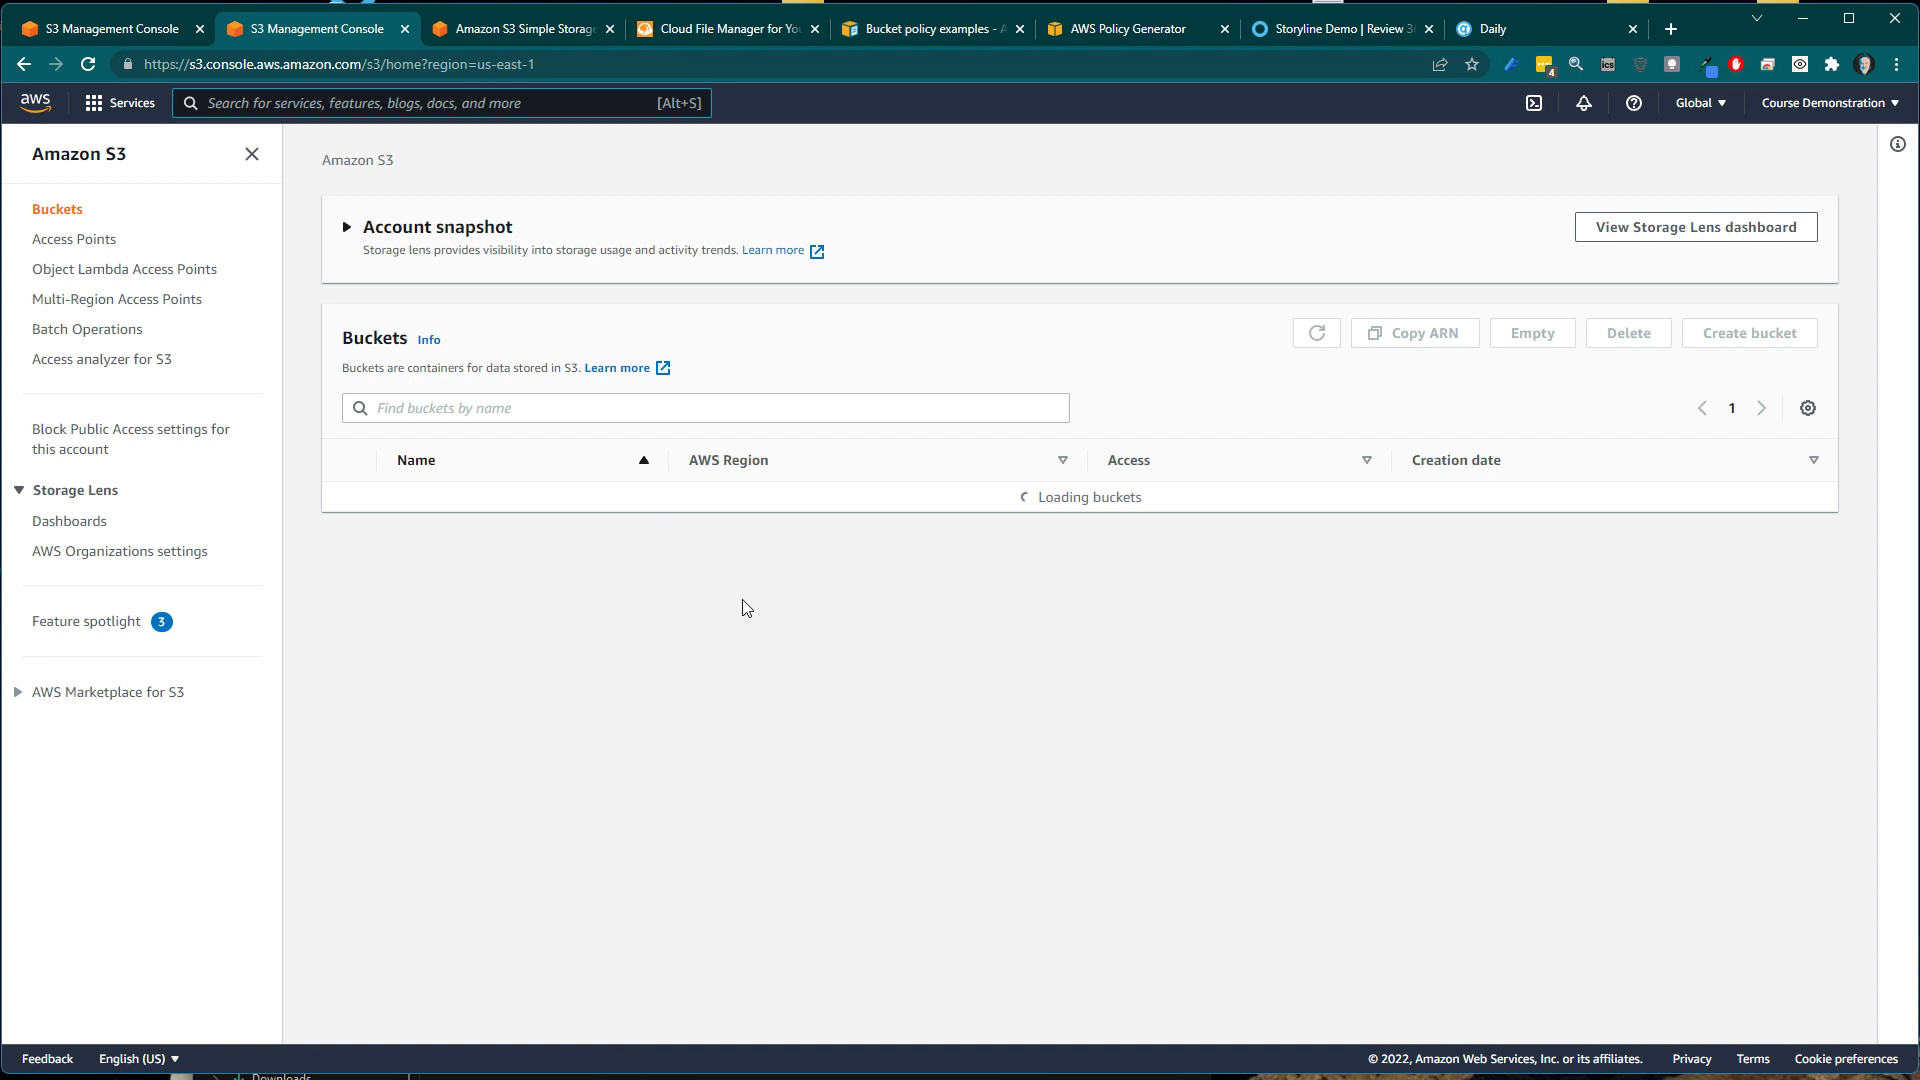 S3 Management Console
S3 Management Console
Amazon S3 Simple Storage
Cloud File Manager for You
Bucket policy examples - A
AWS Policy Generator
Storyline Demo | Review 3
Daily
https://s3.console.aws.amazon.com/s3/home?region=us-east-1
4
ics
aws
Services
Search for services, features, blogs, docs, and more
[Alt+S]
Global
Course Demonstration
Amazon S3
Buckets
Access Points
Object Lambda Access Points
Multi-Region Access Points
Batch Operations
Access analyzer for S3
Block Public Access settings for
this account
Storage Lens
Dashboards
AWS Organizations settings
Feature spotlight 3
AWS Marketplace for S3
Amazon S3
Account snapshot
Storage lens provides visibility into storage usage and activity trends. Learn more
View Storage Lens dashboard
Buckets Info
Buckets are containers for data stored in S3. Learn more
Copy ARN
Empty
Delete
Create bucket
Find buckets by name
1
Name
AWS Region
Access
Creation date
Loading buckets
Feedback
English (US)
© 2022, Amazon Web Services, Inc. or its affiliates.
Privacy
Terms
Cookie preferences
Downloads